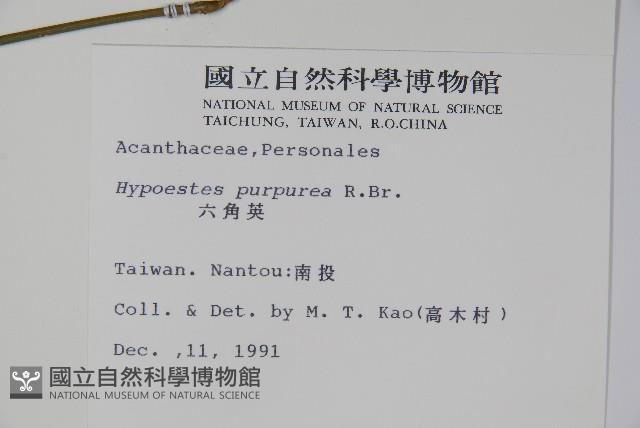 國立自然科學博物館
NATIONAL MUSEUM OF NATURAL SCIENCE
TAICHUNG, TAIWAN, R.O.CHINA
Acanthaceae,Personales
Hypoestes purpurea R.Br.
六角英
Taiwan. Nantou:南投
Coll. & Det. by M. T. Kao(高木村)
Dec. ,11, 1991
國立自然科學博物館
NATIONAL MUSEUM OF NATURAL SCIENCE